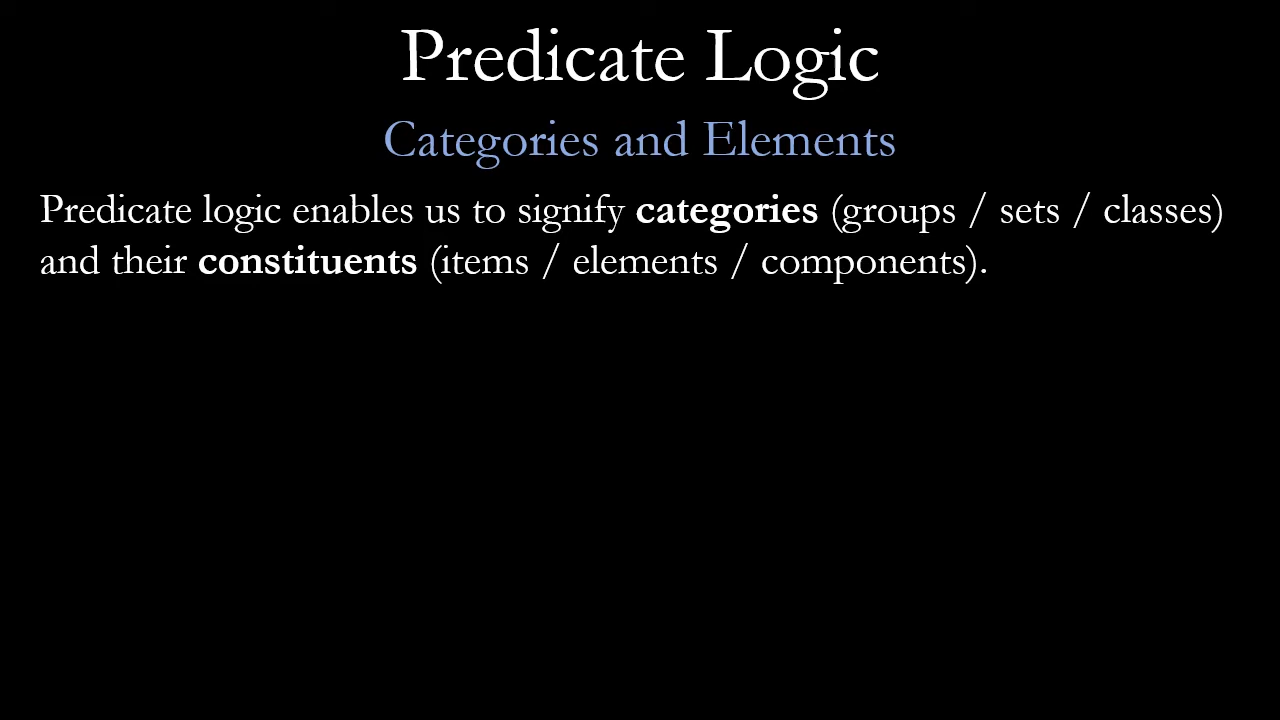 Predicate Logic
Categories and Elements
Predicate logic enables us to signify categories (groups / sets / classes)
and their constituents (items / elements / components).